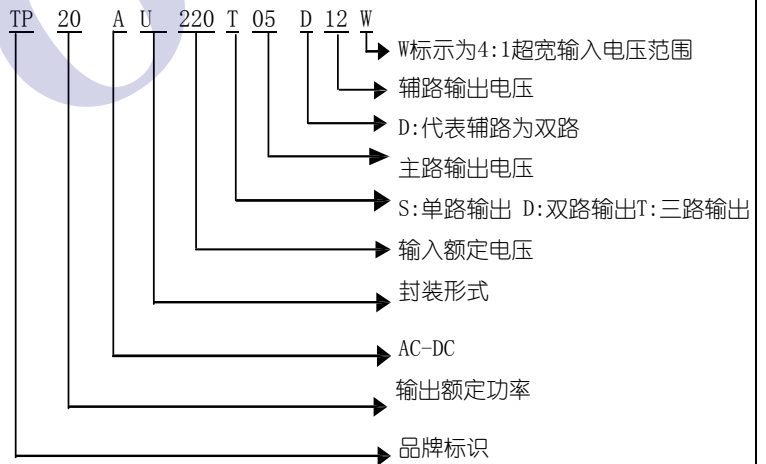 TP 20 A U 220 T 05 D 12 W
W标示为4:1超宽输入电压范围
辅路输出电压
D:代表辅路为双路
主路输出电压
S:单路输出 D:双路输出T:三路输出
输入额定电压
封装形式
AC-DC
输出额定功率
品牌标识